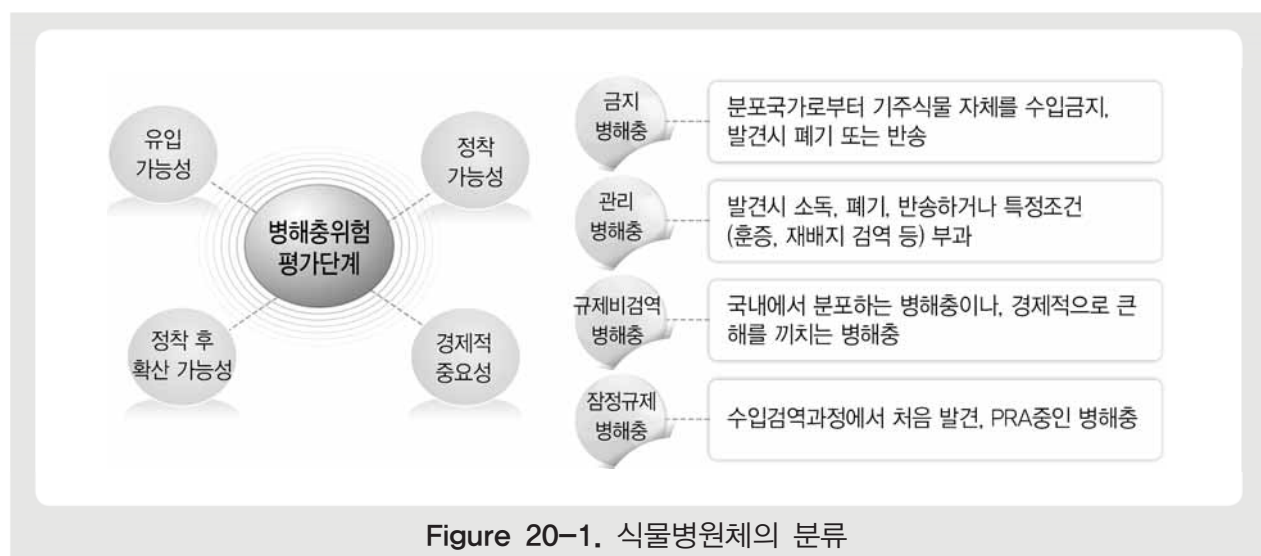 유입
가능성
정착
가능성
병해충위험
평가단계
정착 후
확산 가능성
경제적
중요성
금지
병해충
분포국가로부터 기주식물 자체를 수입금지,
발견시 폐기 또는 반송
관리
병해충
발견시 소독, 폐기, 반송하거나 특정조건
(훈증, 재배지 검역 등) 부과
규제비검역
병해충
국내에서 분포하는 병해충이나, 경제적으로 큰
해를 끼치는 병해충
잠정규제
병해충
수입검역과정에서 처음 발견, PRA중인 병해충
Figure 20-1. 식물병원체의 분류